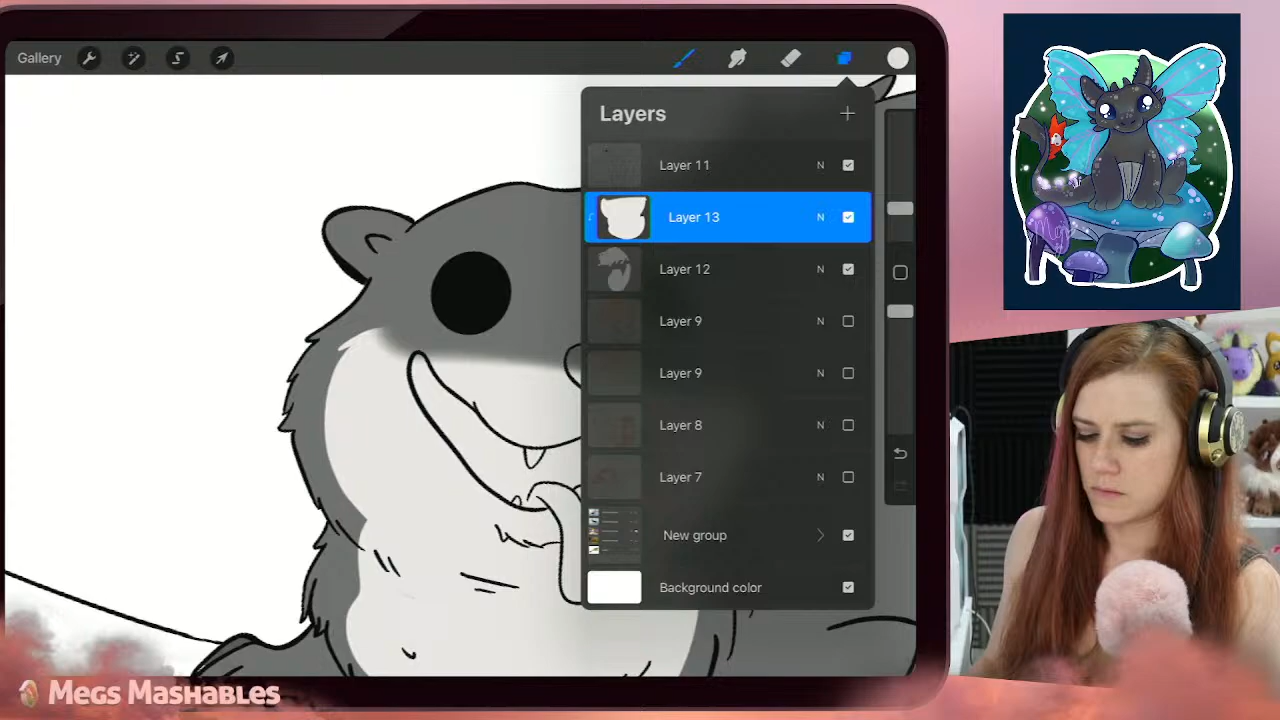 Gallery
Layers
Layer 11 N
Layer 13 N
Layer 12 N
Layer 9 N
Layer 9 N
Layer 8 N
Layer 7 N
New group
Background color
Megs Mashables